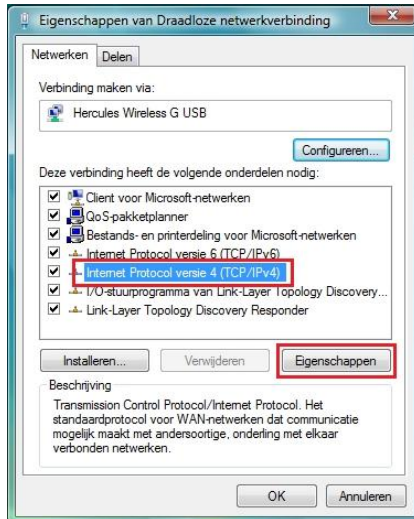 Eigenschappen van Draadloze netwerkverbinding
Netwerken Delen
Verbinding maken via:
Hercules Wireless G USB
Configureren...
Deze verbinding heeft de volgende onderdelen nodig:
Client voor Microsoft-netwerken
QoS-pakketplanner
Bestands- en printerdeling voor Microsoft-netwerken
Internet Protocol versie 6 (TCP/IPv6)
Internet Protocol versie 4 (TCP/IPv4)
I/O-stuurprogramma van Link-Layer Topology Discovery...
Link-Layer Topology Discovery Responder
Installeren... Verwijderen Eigenschappen
Beschrijving
Transmission Control Protocol/Internet Protocol. Het
standaardprotocol voor WAN-netwerken dat communicatie
mogelijk maakt met andersoortige, onderling met elkaar
verbonden netwerken.
OK Annuleren